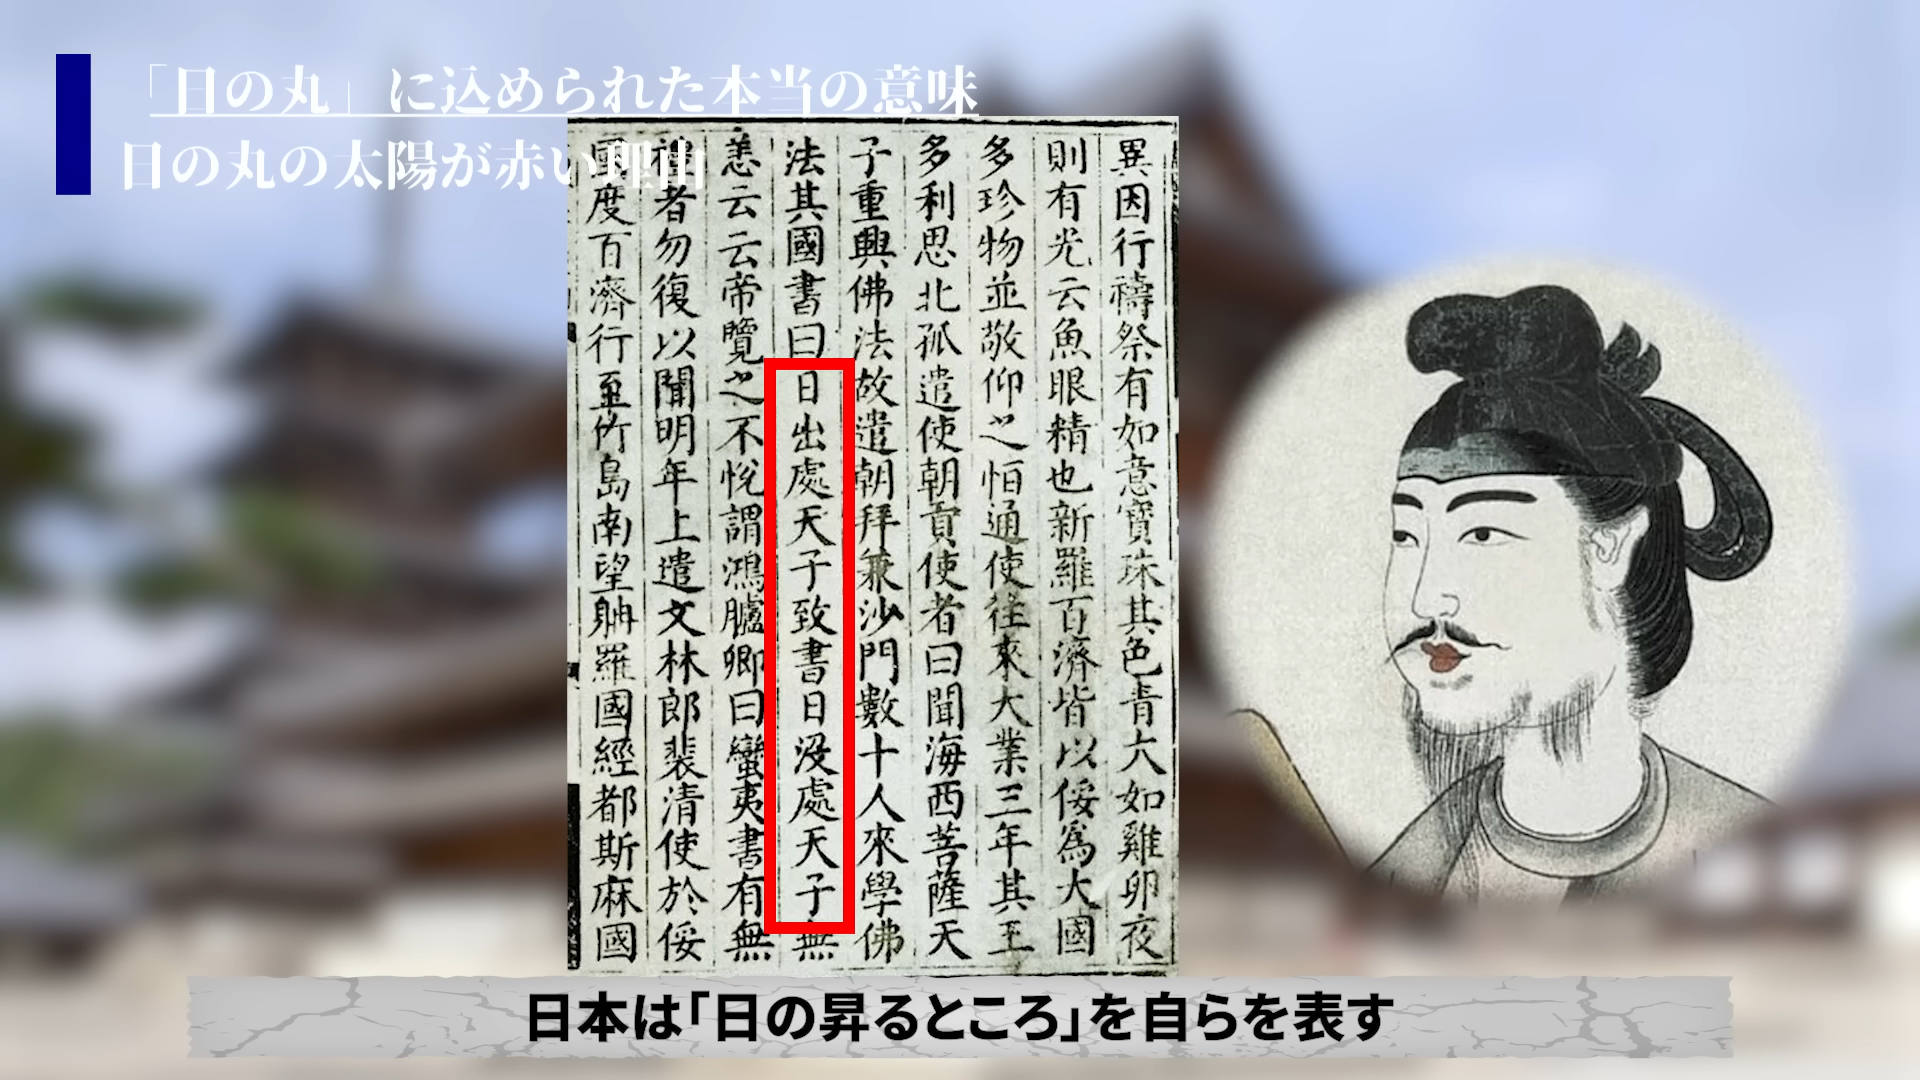 「日の丸」に込められた本当の意味
日の丸の太陽が赤い理由
異因行禱祭有如意寶珠其色青大如雞卵夜
則有光云魚眼精也新羅百濟皆以俀爲大國
多珍物並敬仰之恒通使往來大業三年其王
多利思北孤遣使朝貢使者曰聞海西菩薩天
子重興佛法故遣朝拜兼沙門數十人來學佛
法其國書曰日出處天子致書日没處天子無
恙云云帝覽之不悅謂鴻臚卿曰蠻夷書有無
禮者勿復以聞明年上遣文林郎裴清使於俀
國度百濟行至竹島南望𨈭羅國經都斯麻國
日本は「日の昇るところ」を自らを表す